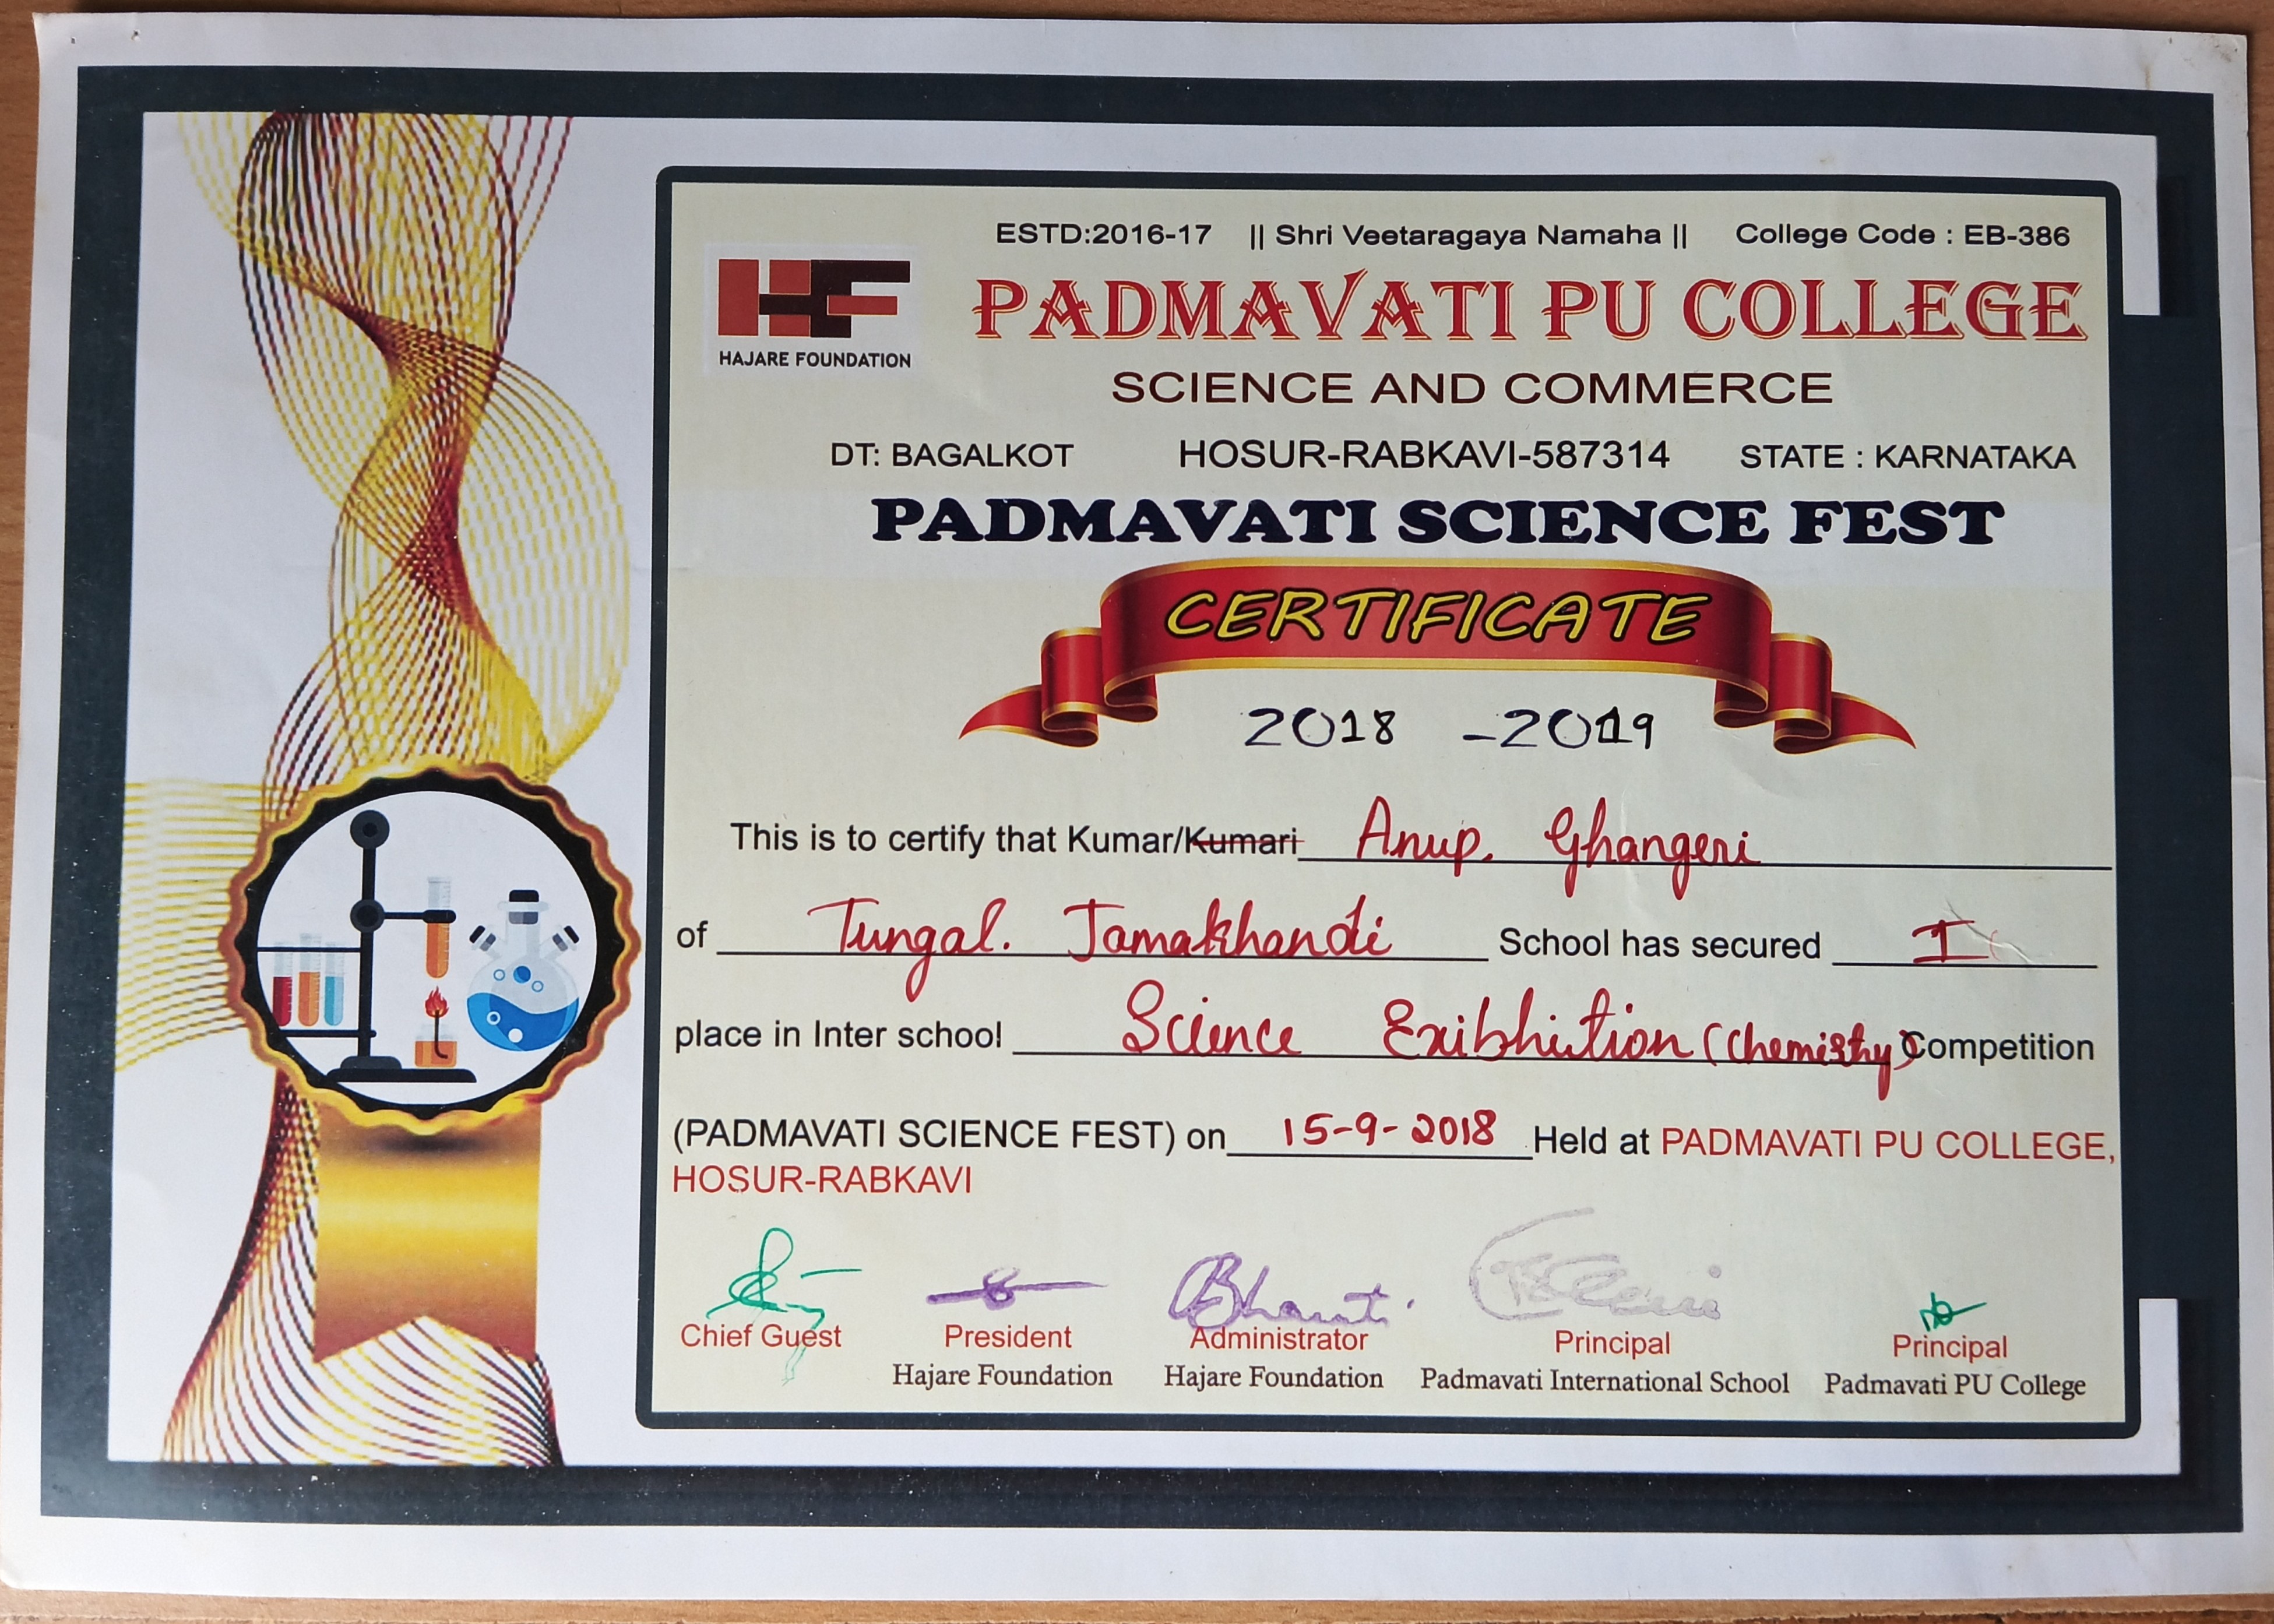 ESTD:2016-17 || Shri Veetaragaya Namaha || College Code : EB-386
HAJARE FOUNDATION
PADMAVATI PU COLLEGE
SCIENCE AND COMMERCE
DT: BAGALKOT HOSUR-RABKAVI-587314 STATE : KARNATAKA
PADMAVATI SCIENCE FEST
CERTIFICATE
2018 -2019
This is to certify that Kumar/Kumari Anup. Ghangeri
of Tungal. Jamakhandi School has secured I
place in Inter school Science Exibhition (Chemistry) Competition
(PADMAVATI SCIENCE FEST) on 15-9-2018 Held at PADMAVATI PU COLLEGE,
HOSUR-RABKAVI
Chief Guest President Administrator Principal Principal
Hajare Foundation Hajare Foundation Padmavati International School Padmavati PU College